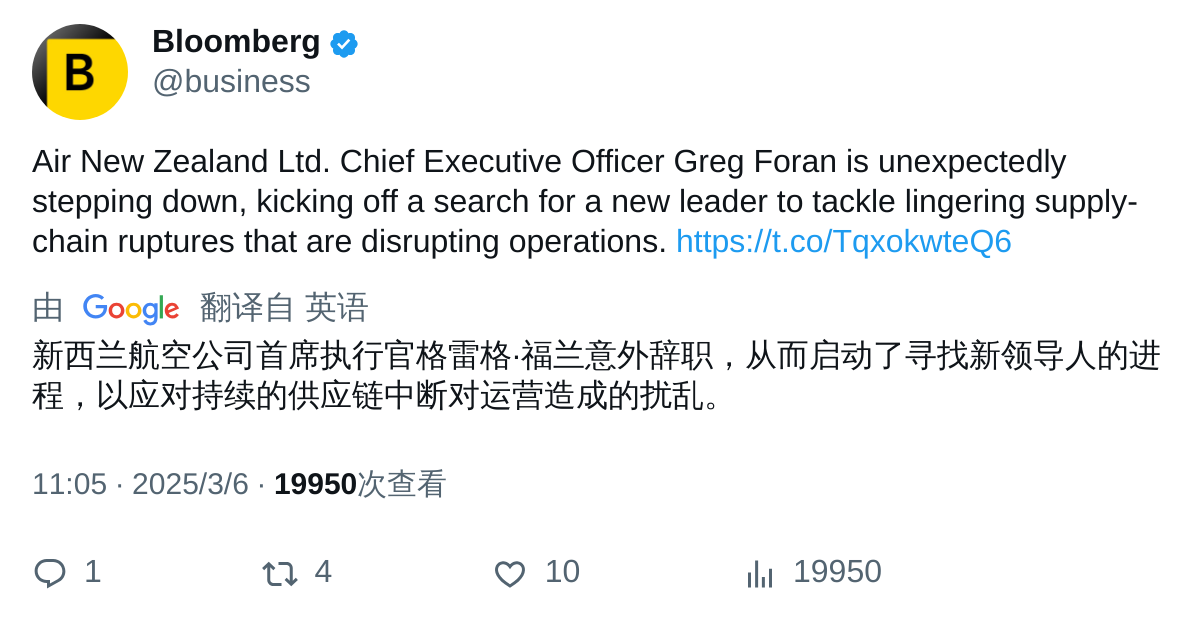 B
Bloomberg
@business
Air New Zealand Ltd. Chief Executive Officer Greg Foran is unexpectedly
stepping down, kicking off a search for a new leader to tackle lingering supply-
chain ruptures that are disrupting operations. https://t.co/TqxokwteQ6
由 Google 翻译自 英语
新西兰航空公司首席执行官格雷格·福兰意外辞职，从而启动了寻找新领导人的进
程，以应对持续的供应链中断对运营造成的扰乱。
11:05 · 2025/3/6 · 19950次查看
1 4 10 19950